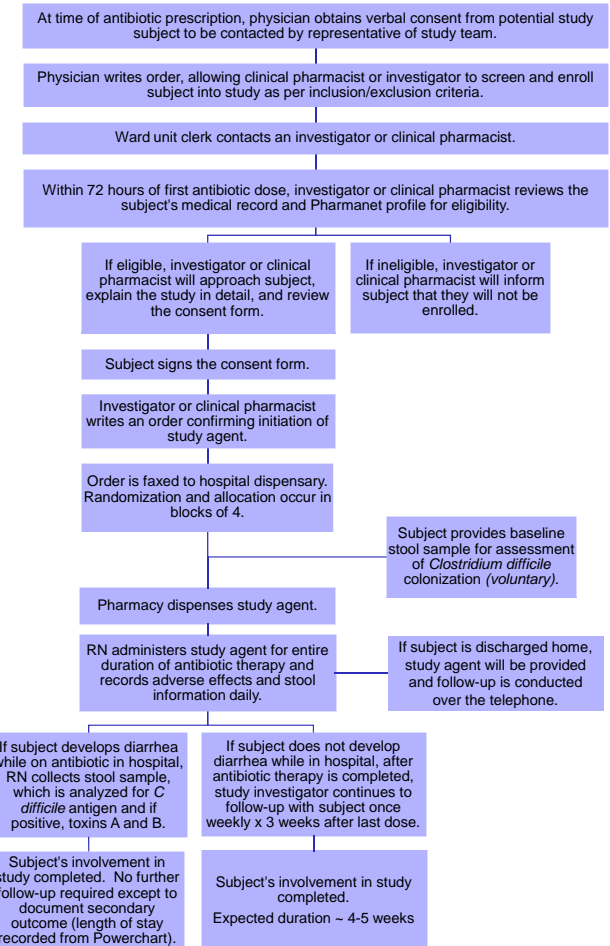 At time of antibiotic prescription, physician obtains verbal consent from potential study
subject to be contacted by representative of study team.
Physician writes order, allowing clinical pharmacist or investigator to screen and enroll
subject into study as per inclusion/exclusion criteria.
Ward unit clerk contacts an investigator or clinical pharmacist.
Within 72 hours of first antibiotic dose, investigator or clinical pharmacist reviews the
subject's medical record and Pharmanet profile for eligibility.
If eligible, investigator or clinical
pharmacist will approach subject,
explain the study in detail, and review
the consent form.
If ineligible, investigator or
clinical pharmacist will inform
subject that they will not be
enrolled.
Subject signs the consent form.
Investigator or clinical pharmacist
writes an order confirming initiation of
study agent.
Order is faxed to hospital dispensary.
Randomization and allocation occur in
blocks of 4.
Subject provides baseline
stool sample for assessment
of Clostridium difficile
colonization (voluntary).
Pharmacy dispenses study agent.
RN administers study agent for entire
duration of antibiotic therapy and
records adverse effects and stool
information daily.
If subject is discharged home,
study agent will be provided
and follow-up is conducted
over the telephone.
If subject develops diarrhea
while on antibiotic in hospital,
RN collects stool sample,
which is analyzed for C
difficile antigen and if
positive, toxins A and B.
If subject does not develop
diarrhea while in hospital, after
antibiotic therapy is completed,
study investigator continues to
follow-up with subject once
weekly x 3 weeks after last dose.
Subject's involvement in
study completed. No further
follow-up required except to
document secondary
outcome (length of stay
recorded from Powerchart).
Subject's involvement in study
completed.
Expected duration ~ 4-5 weeks